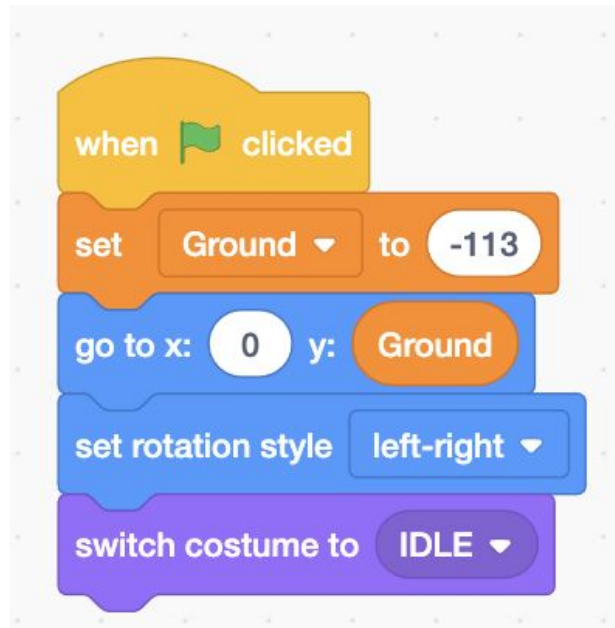 when clicked
set Ground to -113
go to x: 0 y: Ground
set rotation style left-right
switch costume to IDLE